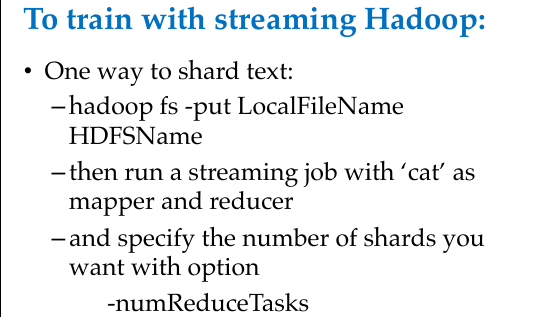 To train with streaming Hadoop:
• One way to shard text:
–hadoop fs -put LocalFileName
HDFSName
–then run a streaming job with ‘cat’ as
mapper and reducer
–and specify the number of shards you
want with option
-numReduceTasks